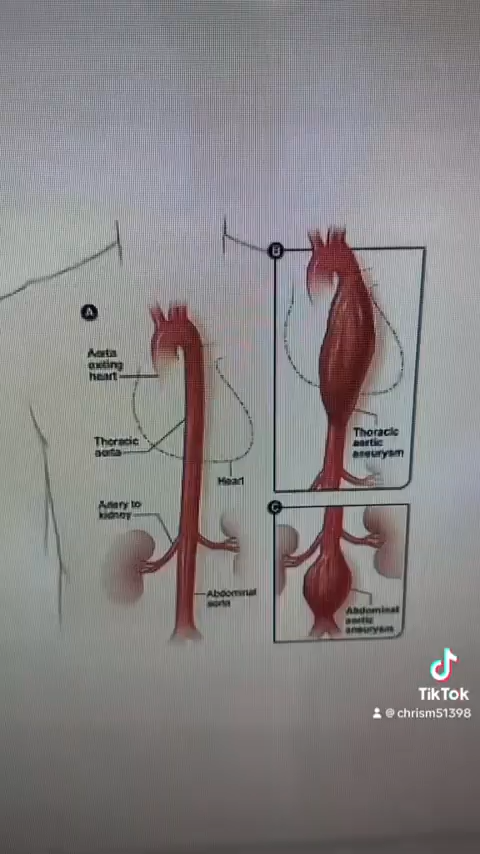 A
Aorta
exiting
heart
Thoracic
aorta
Heart
Artery to
kidney
Abdominal
aorta
B
Thoracic
aortic
aneurysm
C
Abdominal
aortic
aneurysm
TikTok
@ chrism51398